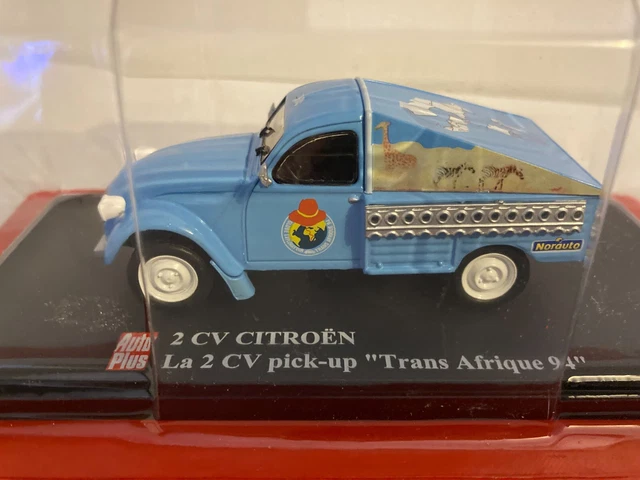 Norauto
Auto
Plus
2 CV CITROËN
La 2 CV pick-up "Trans Afrique 94"